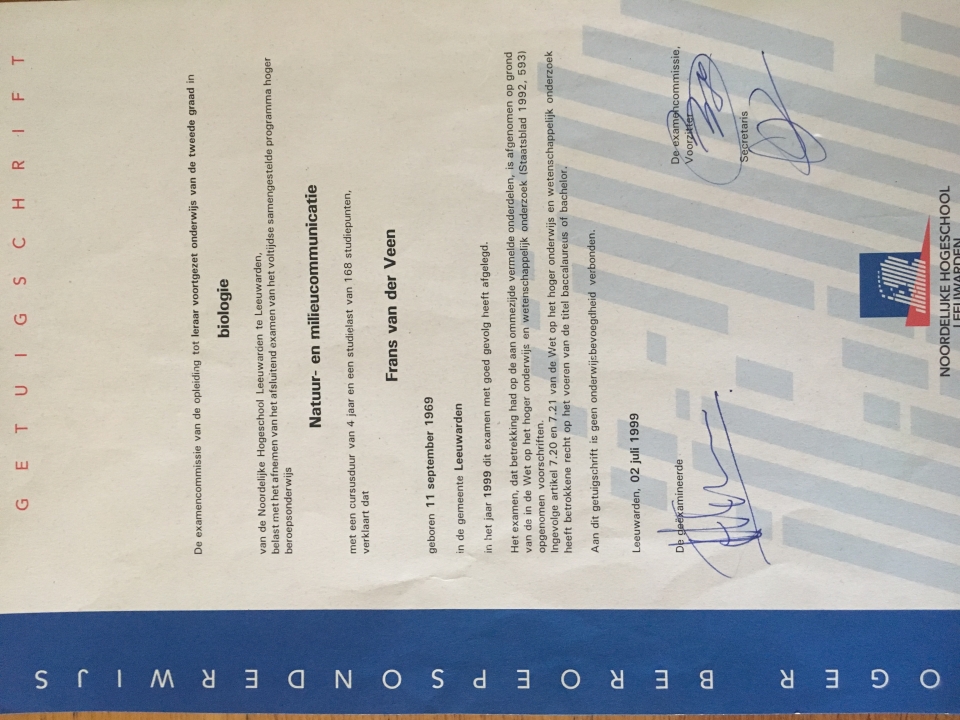 GETUIGSCHRIFT
De examencommissie van de opleiding tot leraar voortgezet onderwijs van de tweede graad in
biologie
van de Noordelijke Hogeschool Leeuwarden te Leeuwarden,
belast met het afnemen van het afsluitend examen van het voltijdse samengestelde programma hoger
beroepsonderwijs
Natuur- en milieucommunicatie
met een cursusduur van 4 jaar en een studielast van 168 studiepunten,
verklaart dat
Frans van der Veen
geboren 11 september 1969
in de gemeente Leeuwarden
in het jaar 1999 dit examen met goed gevolg heeft afgelegd.
Het examen, dat betrekking had op de aan ommezijde vermelde onderdelen, is afgenomen op grond
van de in de Wet op het hoger onderwijs en wetenschappelijk onderzoek (Staatsblad 1992, 593)
opgenomen voorschriften.
Ingevolge artikel 7.20 en 7.21 van de Wet op het hoger onderwijs en wetenschappelijk onderzoek
heeft betrokkene recht op het voeren van de titel baccalaureus of bachelor.
Aan dit getuigschrift is geen onderwijsbevoegdheid verbonden.
Leeuwarden, 02 juli 1999
De geëxamineerde
De examencommissie,
Voorzitter
Secretaris
NOORDELIJKE HOGESCHOOL
LEEUWARDEN
OGER BEROEPSONDERWIJS